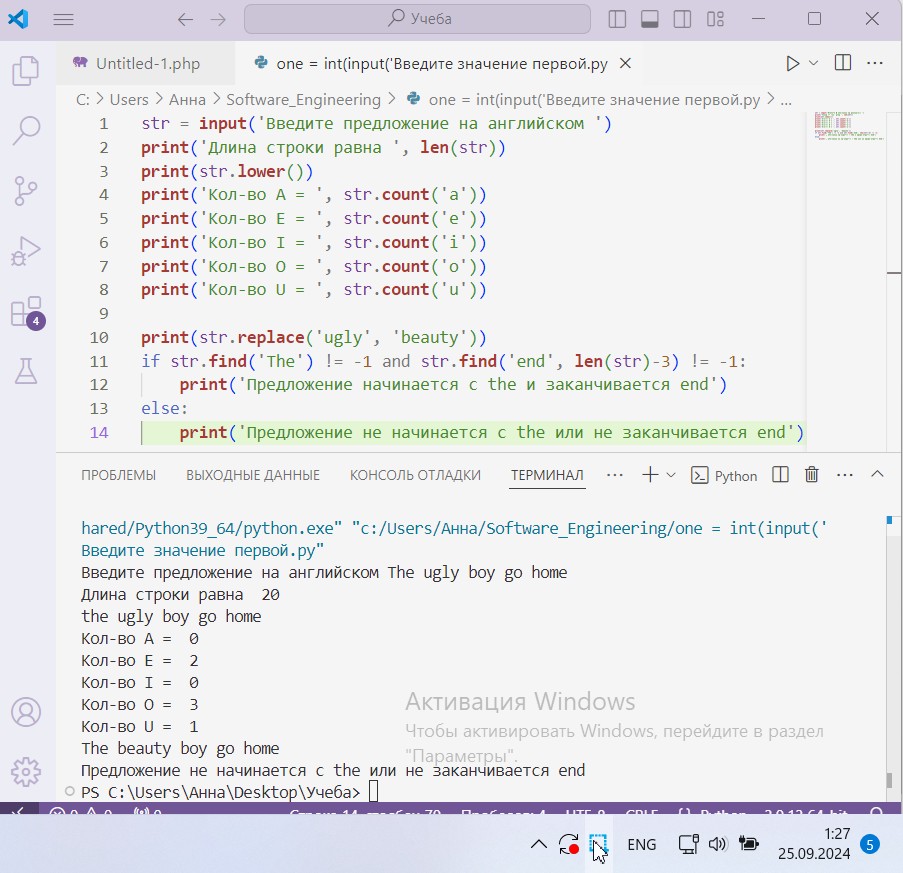 Учеба
Untitled-1.php
one = int(input('Введите значение первой.py
C: > Users > Анна > Software_Engineering > one = int(input('Введите значение первой.py > ...
1 str = input('Введите предложение на английском ')
2 print('Длина строки равна ', len(str))
3 print(str.lower())
4 print('Кол-во A = ', str.count('a'))
5 print('Кол-во E = ', str.count('e'))
6 print('Кол-во I = ', str.count('i'))
7 print('Кол-во O = ', str.count('o'))
8 print('Кол-во U = ', str.count('u'))
9
10 print(str.replace('ugly', 'beauty'))
11 if str.find('The') != -1 and str.find('end', len(str)-3) != -1:
12 print('Предложение начинается с the и заканчивается end')
13 else:
14 print('Предложение не начинается с the или не заканчивается end')
4
ПРОБЛЕМЫ ВЫХОДНЫЕ ДАННЫЕ КОНСОЛЬ ОТЛАДКИ ТЕРМИНАЛ ... Python ...
hared/Python39_64/python.exe" "c:/Users/Анна/Software_Engineering/one = int(input('
Введите значение первой.py"
Введите предложение на английском The ugly boy go home
Длина строки равна  20
the ugly boy go home
Кол-во A =  0
Кол-во E =  2
Кол-во I =  0
Кол-во O =  3
Кол-во U =  1
The beauty boy go home
Предложение не начинается с the или не заканчивается end
PS C:\Users\Анна\Desktop\Учеба>
Активация Windows
Чтобы активировать Windows, перейдите в раздел
"Параметры".
ENG
1:27
25.09.2024
5